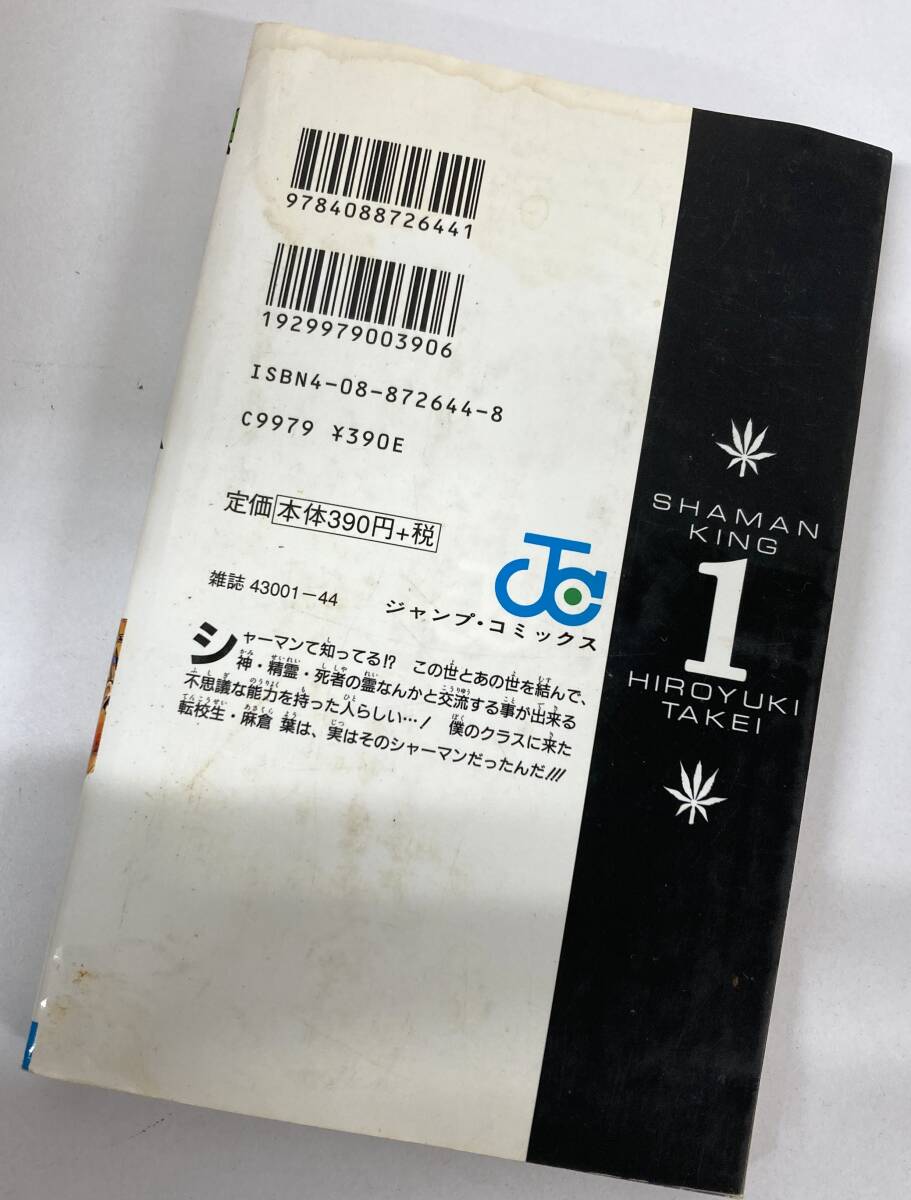 9784088726441
1929979003906
ISBN4-08-872644-8
C9979 ¥390E
定価 本体390円+税
雑誌 43001-44
JC
ジャンプ・コミックス
シャーマンて知ってる!? この世とあの世を結んで、
神・精霊・死者の霊なんかと交流する事が出来る
不思議な能力を持った人らしい…! 僕のクラスに来た
転校生・麻倉 葉は、実はそのシャーマンだったんだ!!!
SHAMAN
KING
1
HIROYUKI
TAKEI